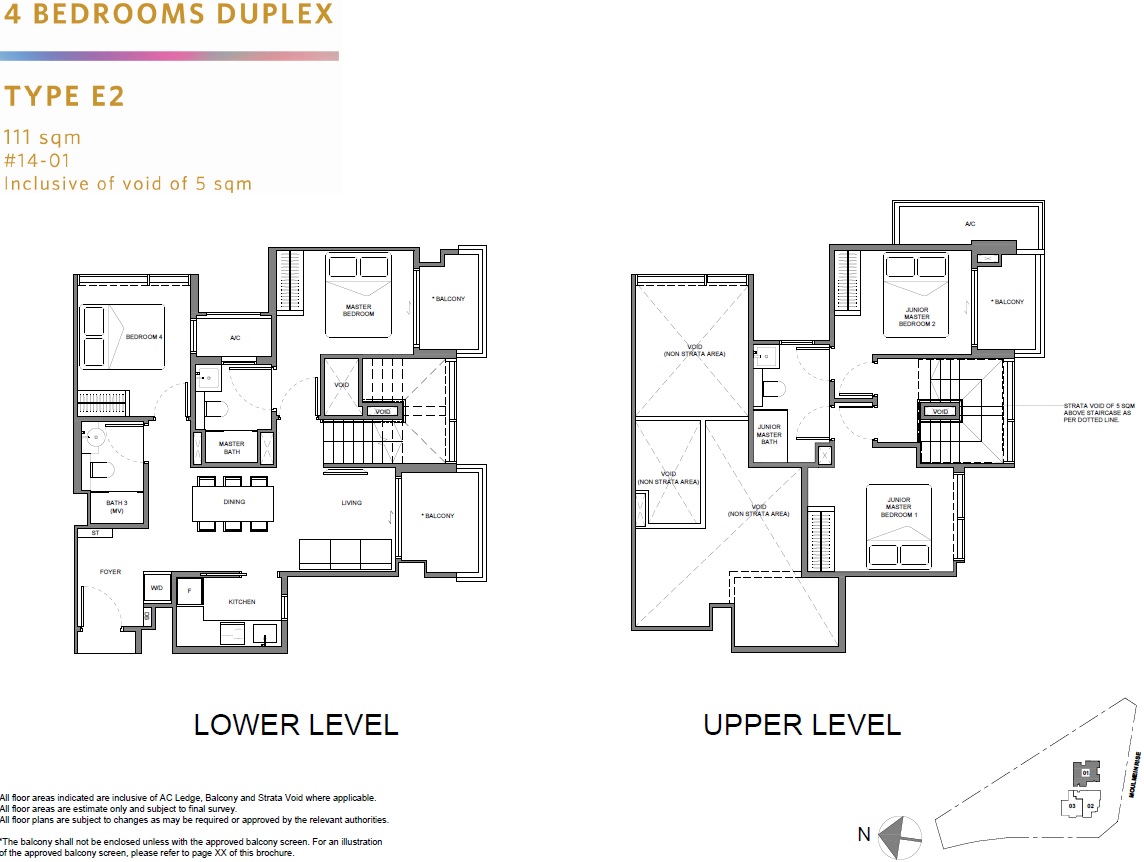 4 BEDROOMS DUPLEX
TYPE E2
111 sqm
#14-01
Inclusive of void of 5 sqm
BEDROOM 4
A/C
MASTER
BEDROOM
* BALCONY
VOID
VOID
MASTER
BATH
BATH 3
(MV)
DINING
LIVING
* BALCONY
ST
FOYER
W/D
F
KITCHEN
DB
A/C
VOID
(NON STRATA AREA)
JUNIOR
MASTER
BEDROOM 2
* BALCONY
VOID
STRATA VOID OF 5 SQM
ABOVE STAIRCASE AS
PER DOTTED LINE.
JUNIOR
MASTER
BATH
VOID
(NON STRATA AREA)
VOID
(NON STRATA AREA)
JUNIOR
MASTER
BEDROOM 1
LOWER LEVEL
UPPER LEVEL
All floor areas indicated are inclusive of AC Ledge, Balcony and Strata Void where applicable.
All floor areas are estimate only and subject to final survey.
All floor plans are subject to changes as may be required or approved by the relevant authorities.
*The balcony shall not be enclosed unless with the approved balcony screen. For an illustration
of the approved balcony screen, please refer to page XX of this brochure.
N
01
03
02
MOULMEIN RISE